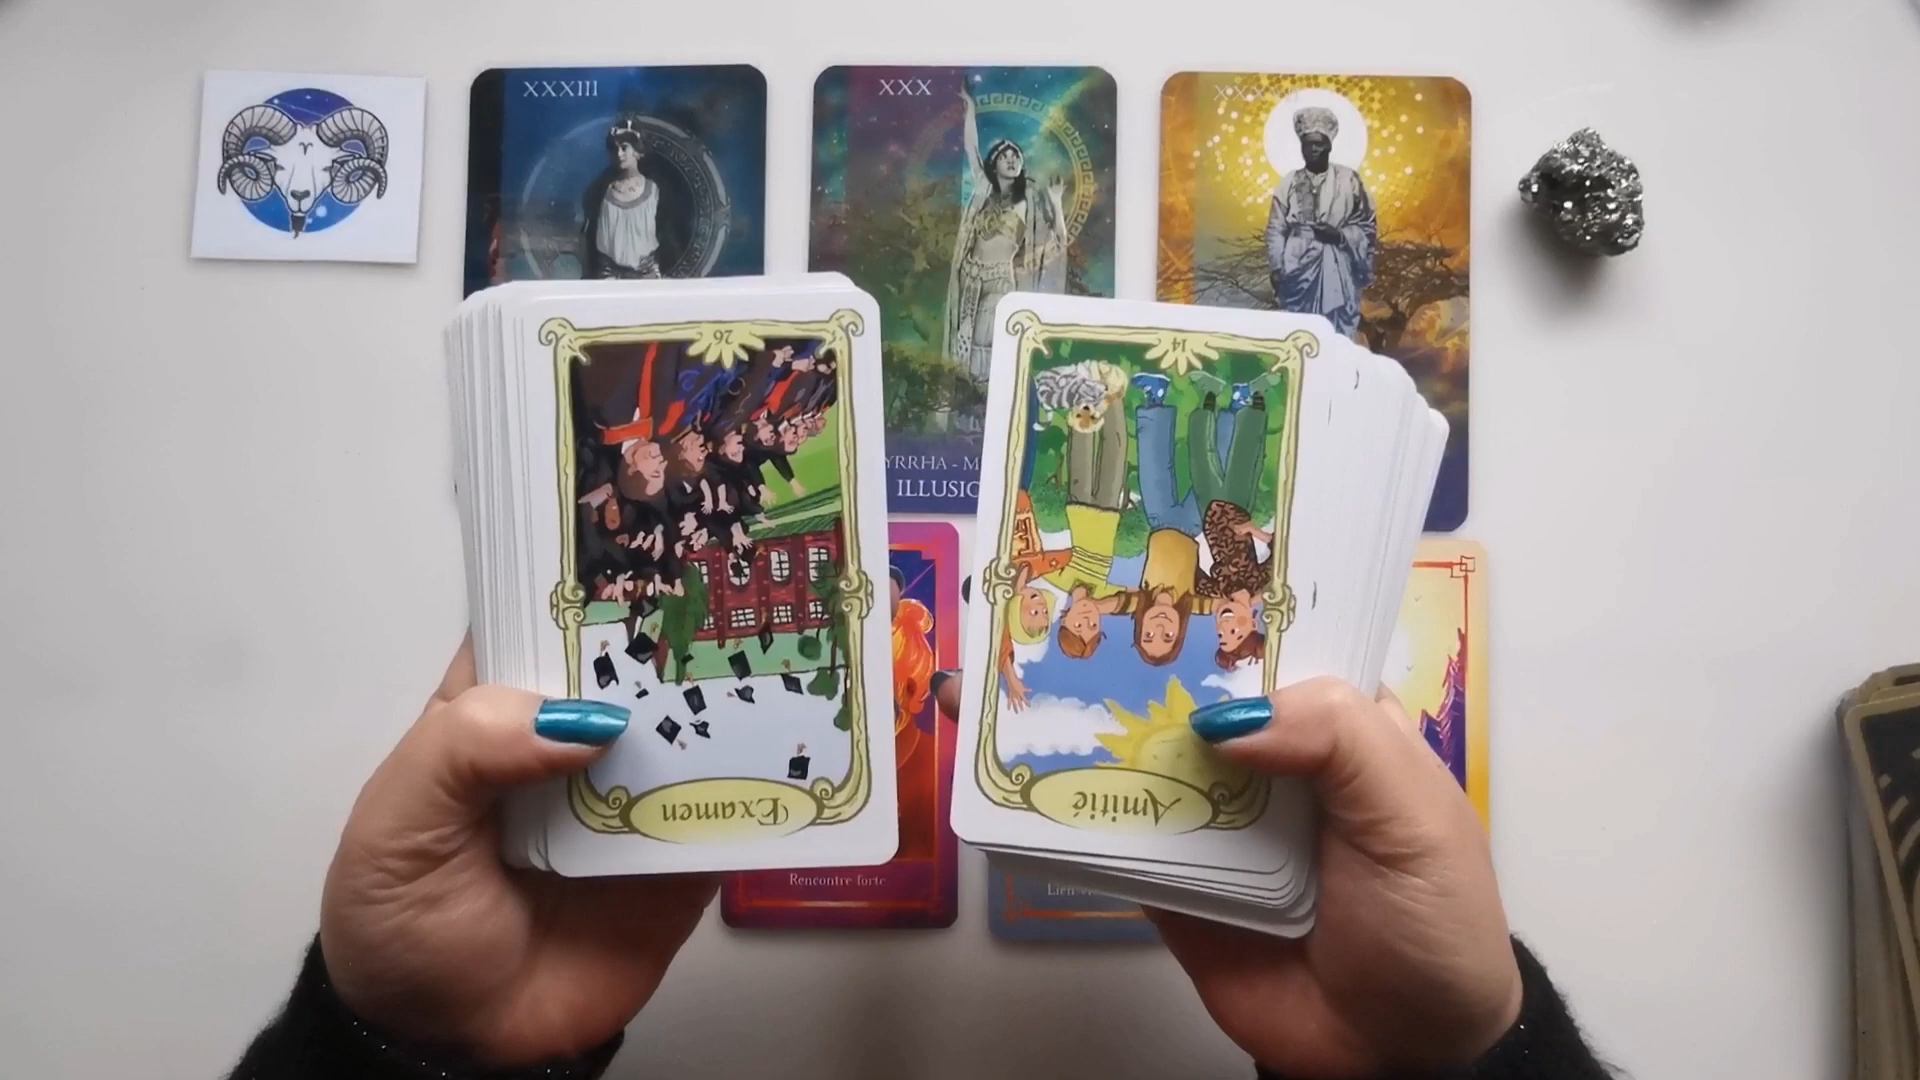 XXXIII
XXX
YRRHA - M
ILLUSIO
26
14
Examen
Amitié
Rencontre forte
Lien